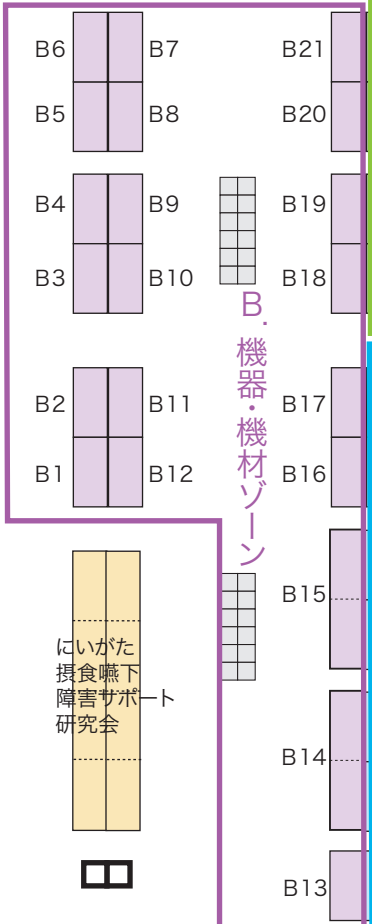 B6 B7 B21
B5 B8 B20
B4 B9 B19
B3 B10 B18
B.機器・機材ゾーン
B2 B11 B17
B1 B12 B16
B15
にいがた
摂食嚥下
障害サポート
研究会
B14
B13